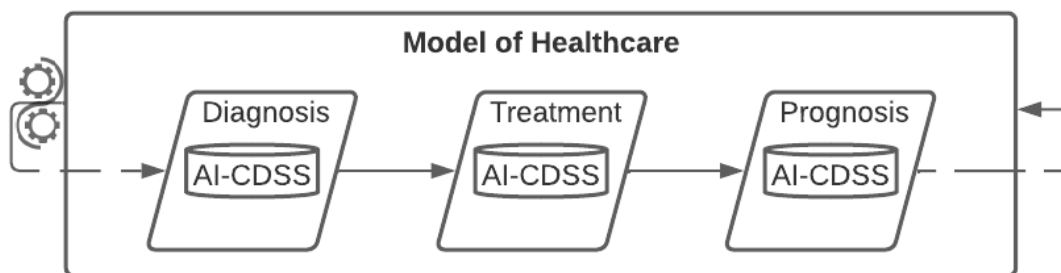 Model of Healthcare
Diagnosis
Treatment
Prognosis
AI-CDSS
AI-CDSS
AI-CDSS